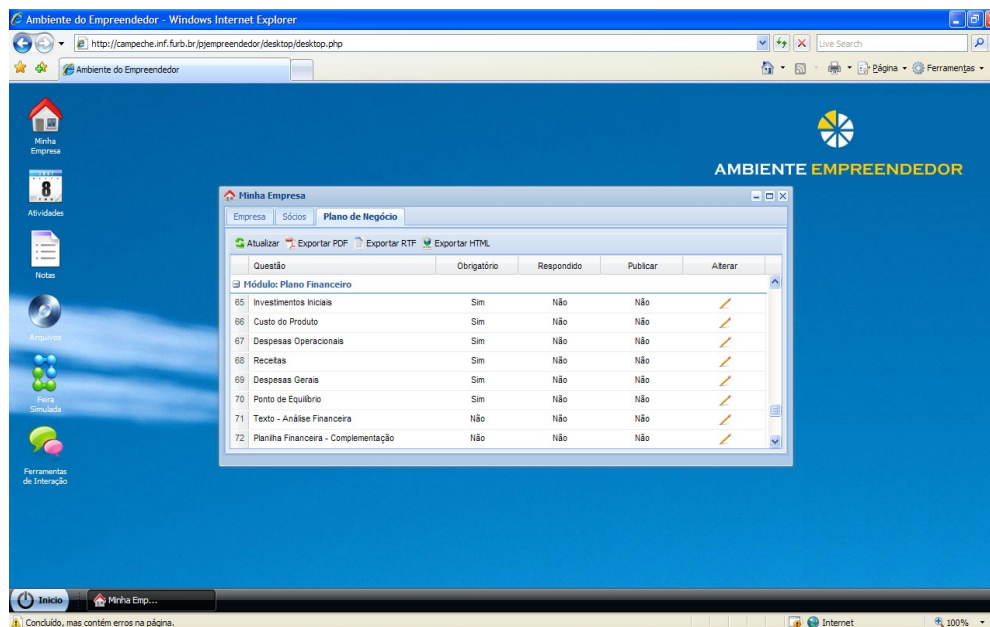 Ambiente do Empreendedor - Windows Internet Explorer
http://campeche.inf.furb.br/pjempreendedor/desktop/desktop.php
Live Search
Ambiente do Empreendedor
Página
Ferramentas
Minha
Empresa
AMBIENTE EMPREENDEDOR
8
Atividades
Notas
Arquivos
Feira
Simulada
Ferramentas
de Interação
Minha Empresa
Empresa Sócios Plano de Negócio
Atualizar Exportar PDF Exportar RTF Exportar HTML
Questão Obrigatório Respondido Publicar Alterar
Módulo: Plano Financeiro
65 Investimentos Iniciais Sim Não Não
66 Custo do Produto Sim Não Não
67 Despesas Operacionais Sim Não Não
68 Receitas Sim Não Não
69 Despesas Gerais Sim Não Não
70 Ponto de Equilíbrio Sim Não Não
71 Texto - Análise Financeira Não Não Não
72 Planilha Financeira - Complementação Não Não Não
Inicio Minha Emp...
Concluído, mas contém erros na página. Internet 100%